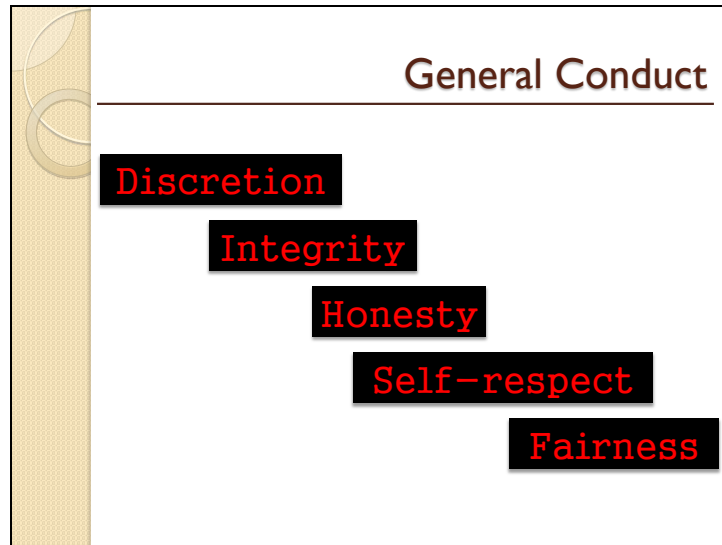 General Conduct
Discretion
Integrity
Honesty
Self-respect
Fairness